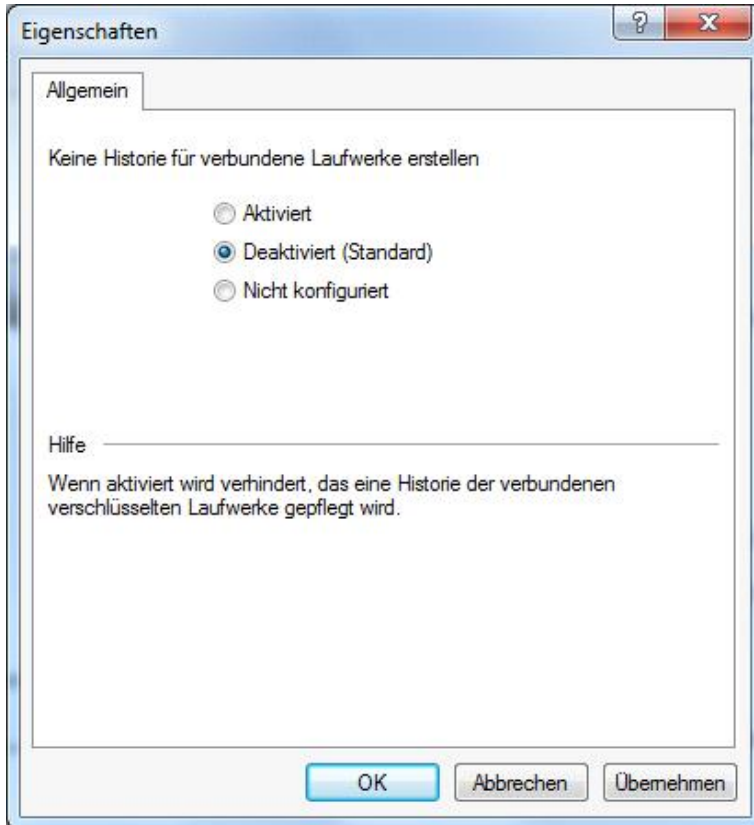 Eigenschaften
?
Allgemein
Keine Historie für verbundene Laufwerke erstellen
Aktiviert
Deaktiviert (Standard)
Nicht konfiguriert
Hilfe
Wenn aktiviert wird verhindert, das eine Historie der verbundenen
verschlüsselten Laufwerke gepflegt wird.
OK Abbrechen Übernehmen